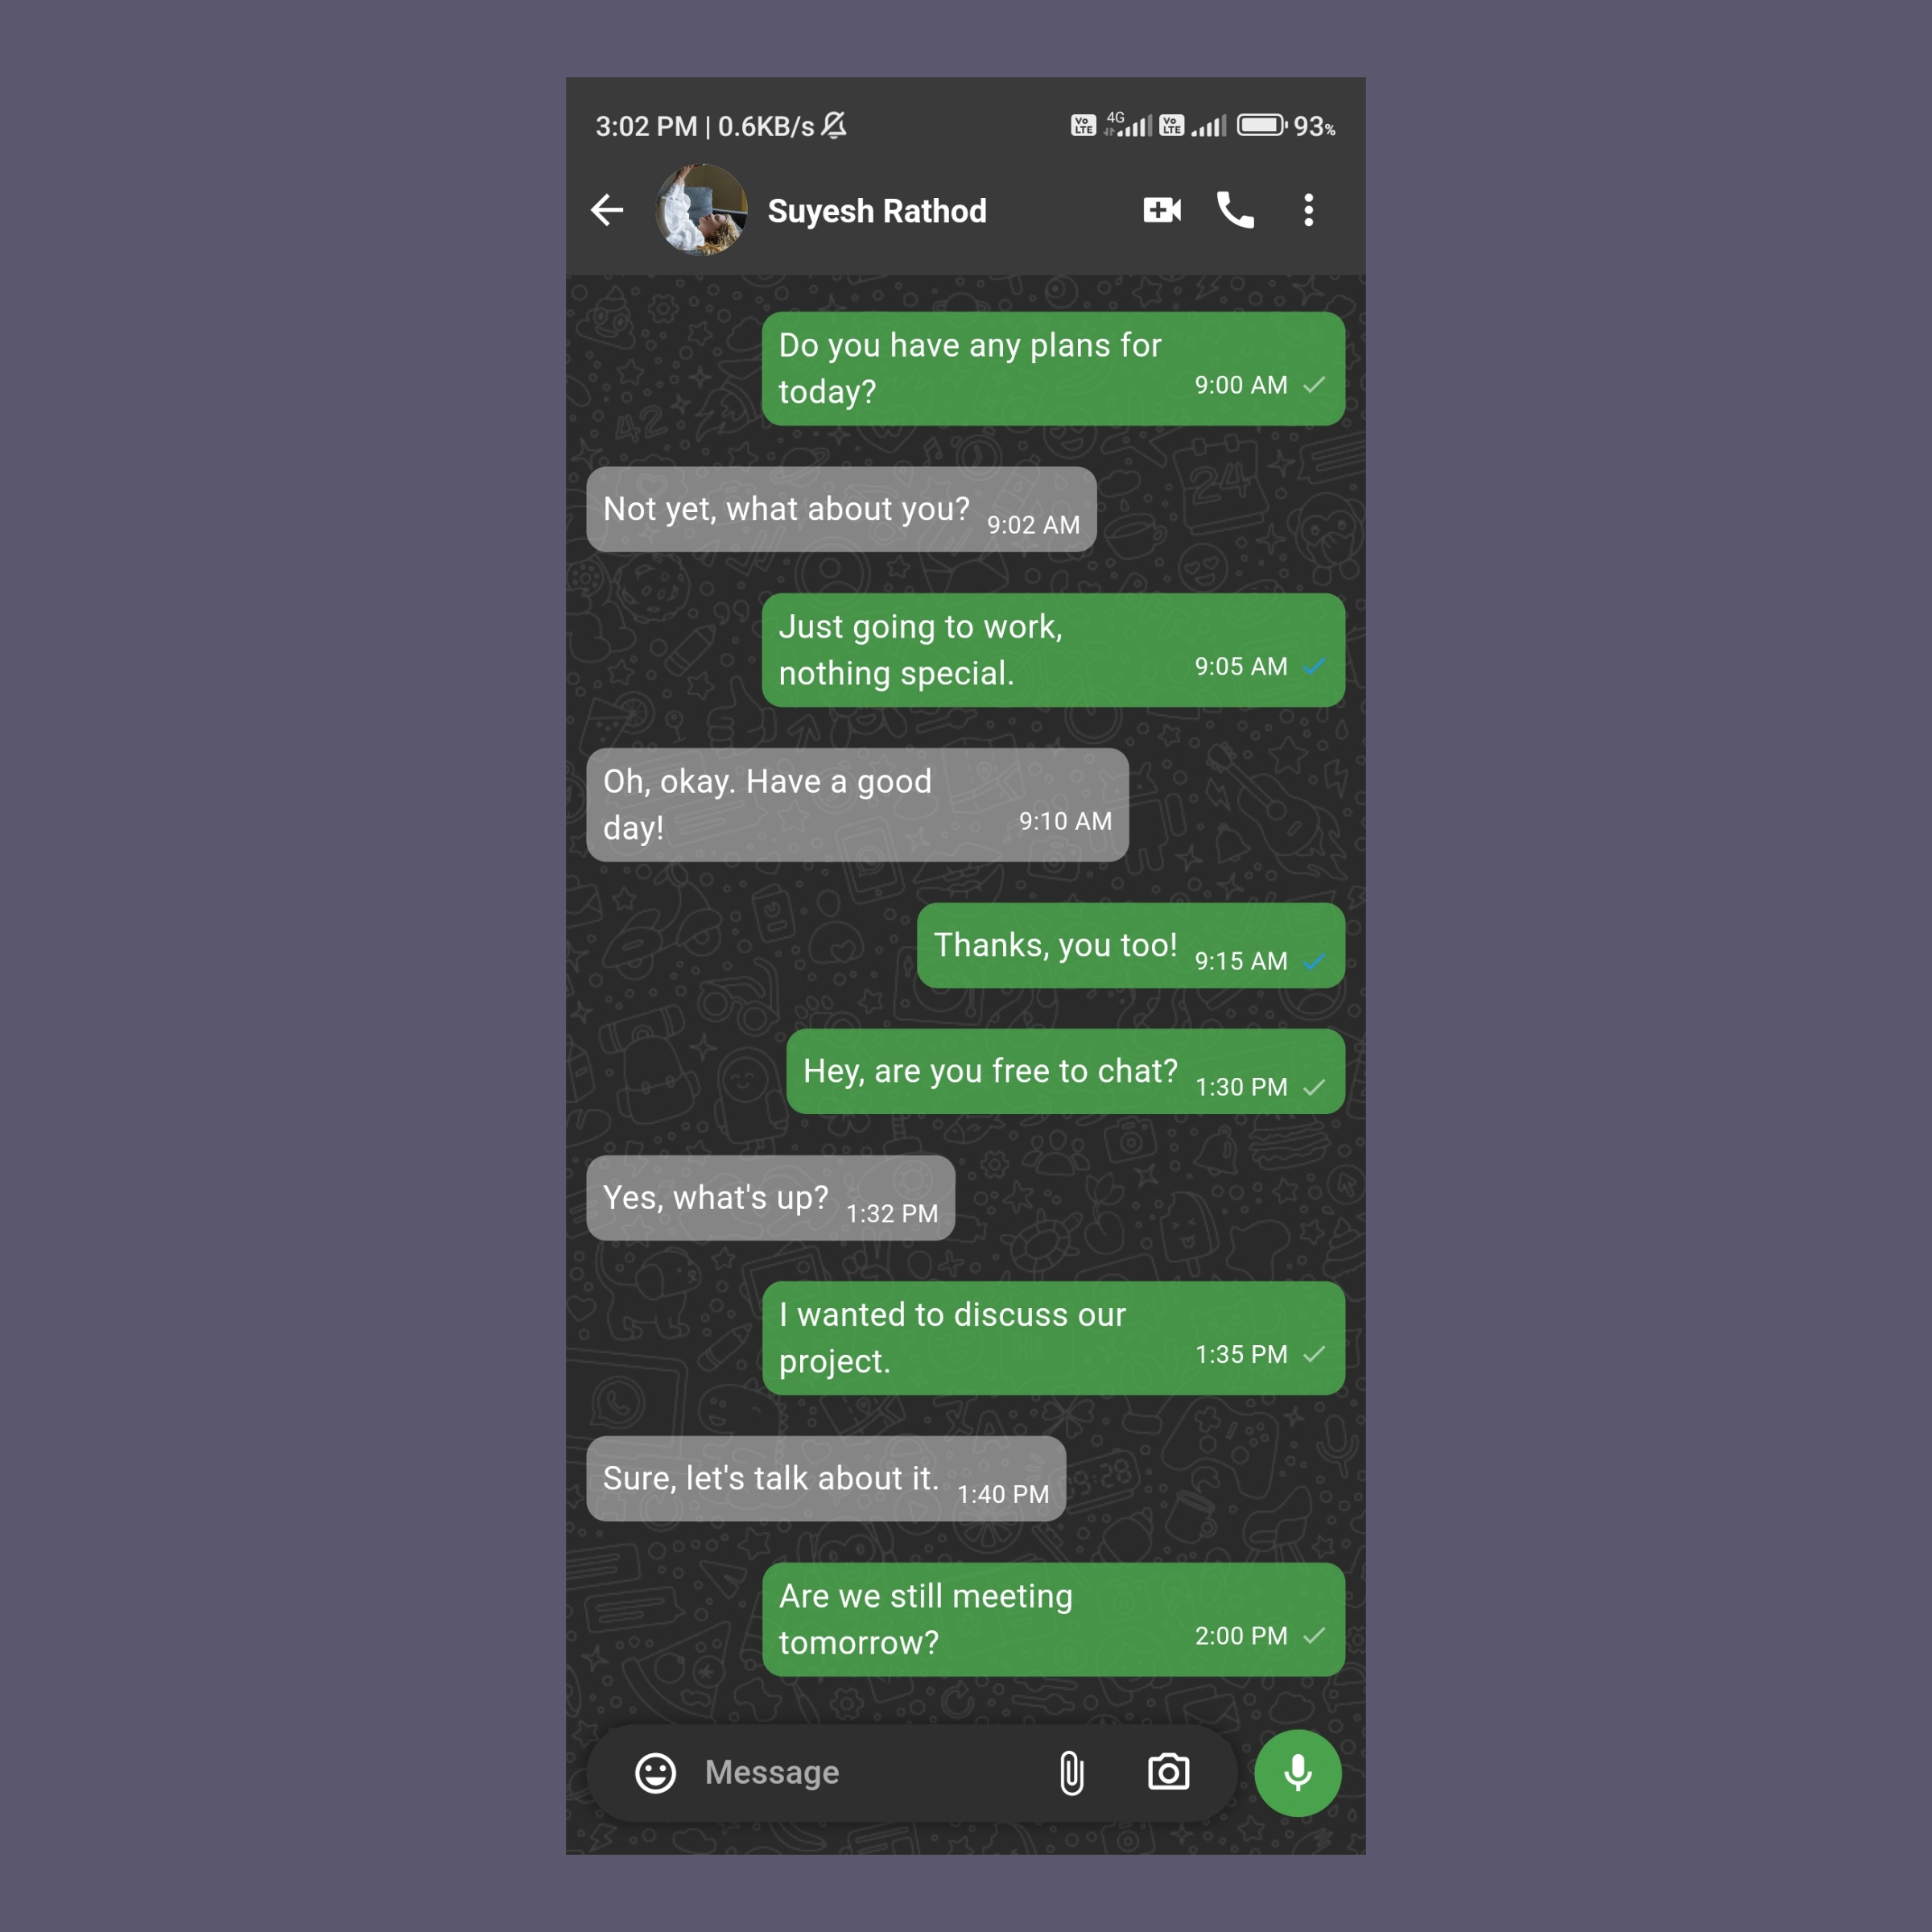 3:02 PM | 0.6KB/s
Vo LTE 4G Vo LTE 93%
Suyesh Rathod
Do you have any plans for
today? 9:00 AM
Not yet, what about you? 9:02 AM
Just going to work,
nothing special. 9:05 AM
Oh, okay. Have a good
day! 9:10 AM
Thanks, you too! 9:15 AM
Hey, are you free to chat? 1:30 PM
Yes, what's up? 1:32 PM
I wanted to discuss our
project. 1:35 PM
Sure, let's talk about it. 1:40 PM
Are we still meeting
tomorrow? 2:00 PM
Message
42
24